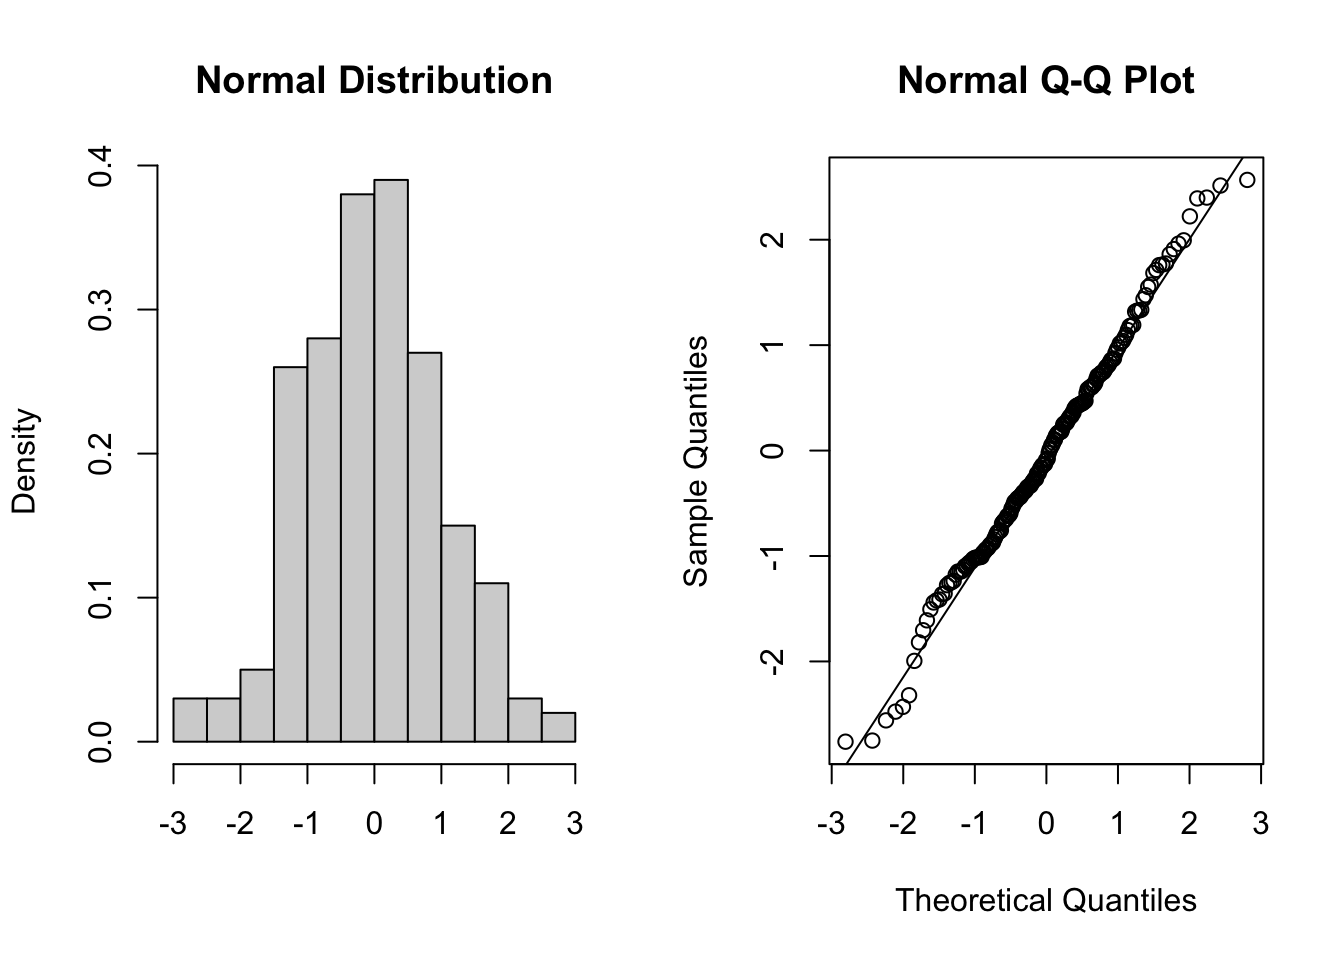 Normal Distribution
Density
0.4
0.3
0.2
0.1
0.0
-3 -2 -1 0 1 2 3
Normal Q-Q Plot
Sample Quantiles
2
1
0
-1
-2
-3 -2 -1 0 1 2 3
Theoretical Quantiles